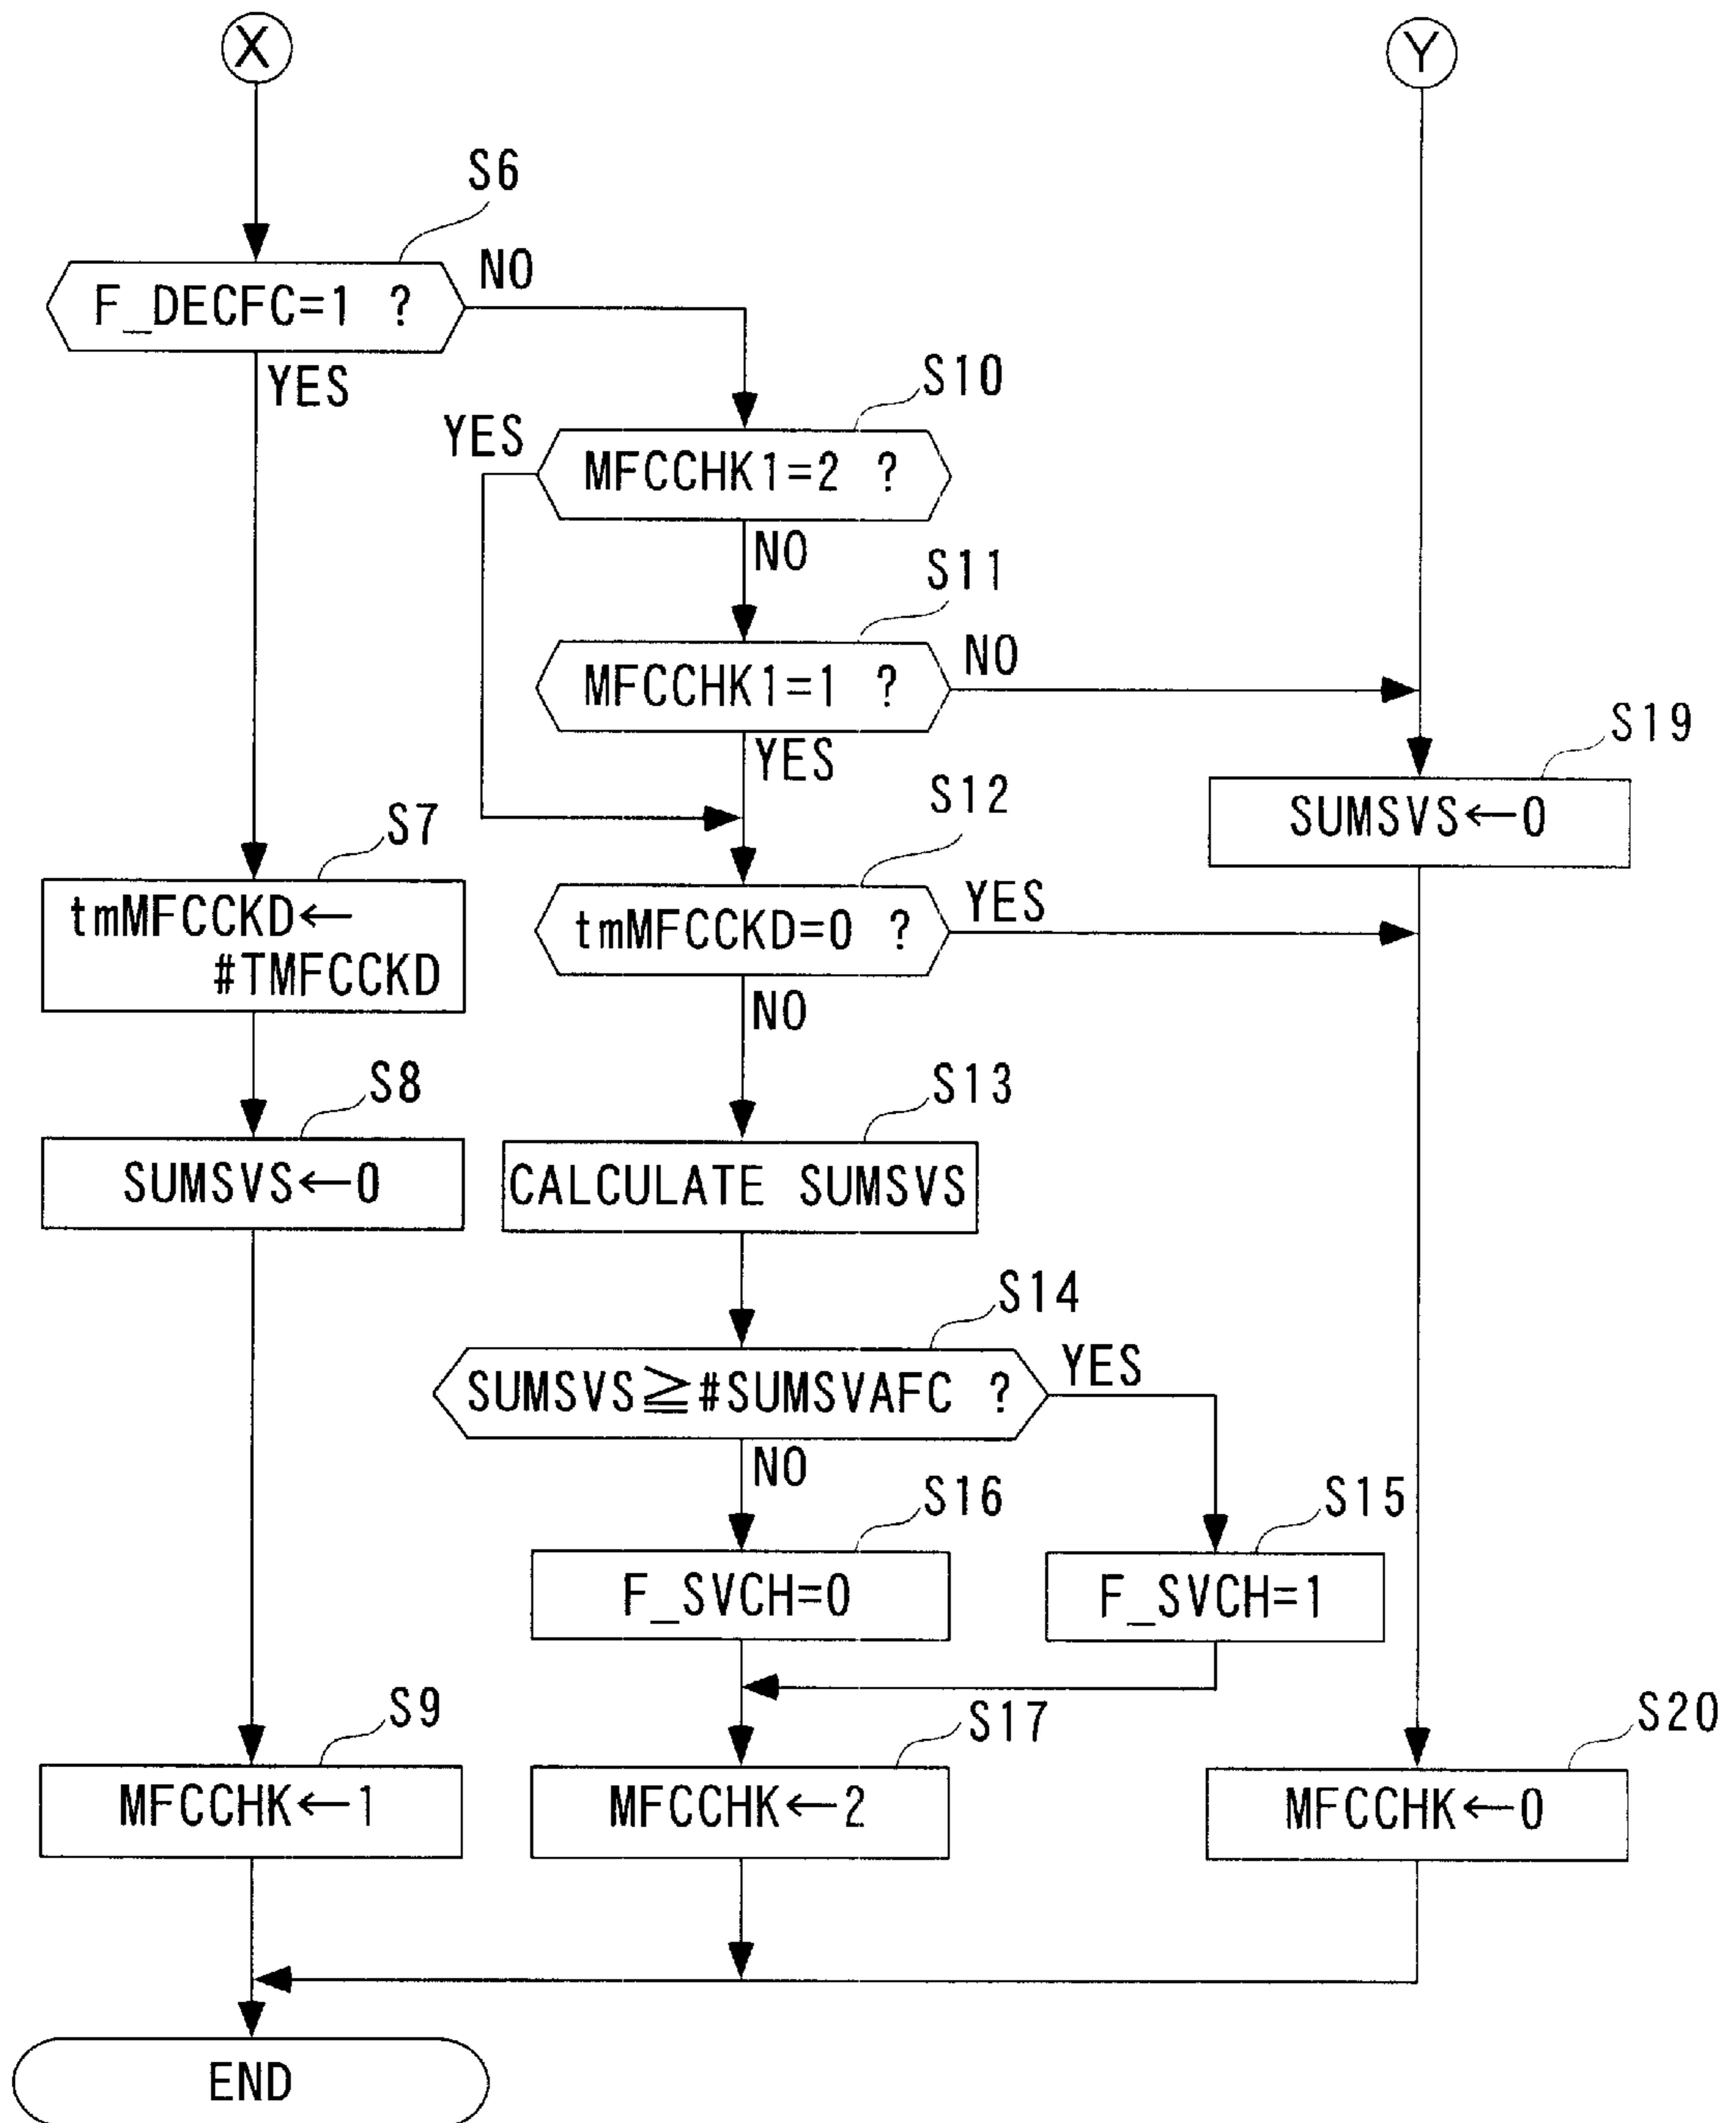 X
Y
S6
F_DECFC=1 ?
NO
YES
S10
YES
MFCCHK1=2 ?
NO
S11
MFCCHK1=1 ?
NO
YES
S19
SUMSVS←0
S7
tmMFCCKD←
#TMFCCKD
S12
tmMFCCKD=0 ?
YES
NO
S8
SUMSVS←0
S13
CALCULATE SUMSVS
S14
SUMSVS≧#SUMSVAFC ?
YES
NO
S16
F_SVCH=0
S15
F_SVCH=1
S9
MFCCHK←1
S17
MFCCHK←2
S20
MFCCHK←0
END